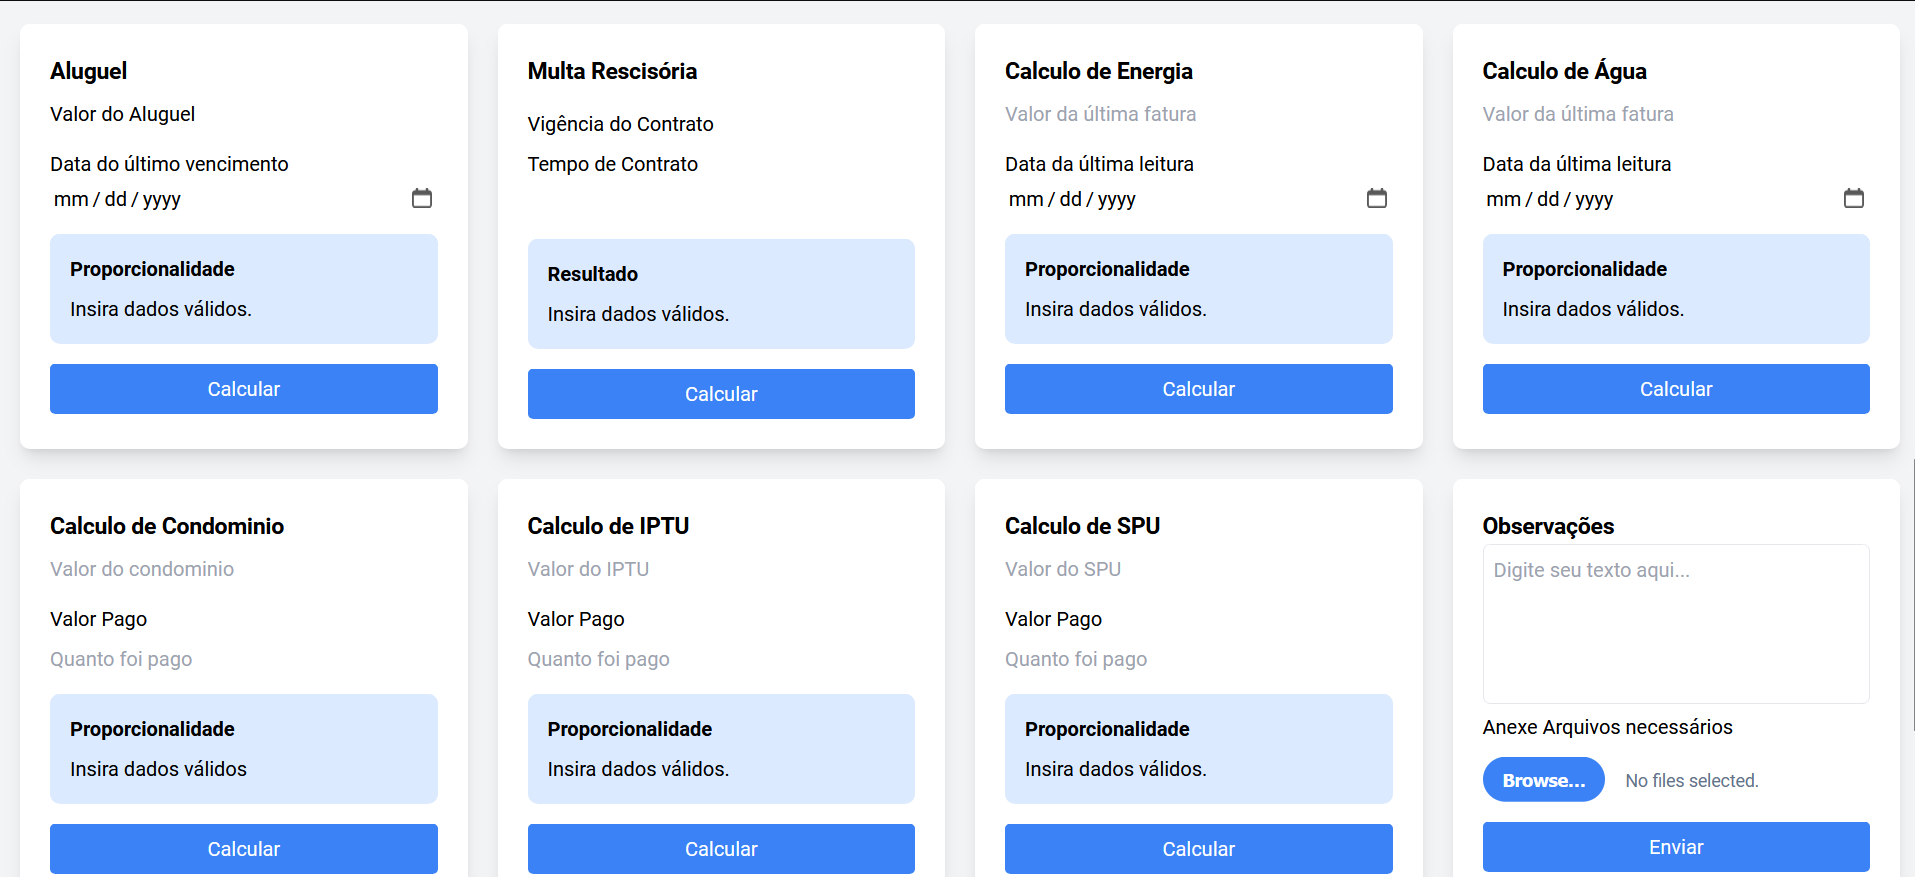 Aluguel
Valor do Aluguel
Data do último vencimento
mm / dd / yyyy
Proporcionalidade
Insira dados válidos.
Calcular
Multa Rescisória
Vigência do Contrato
Tempo de Contrato
Resultado
Insira dados válidos.
Calcular
Calculo de Energia
Valor da última fatura
Data da última leitura
mm / dd / yyyy
Proporcionalidade
Insira dados válidos.
Calcular
Calculo de Água
Valor da última fatura
Data da última leitura
mm / dd / yyyy
Proporcionalidade
Insira dados válidos.
Calcular
Calculo de Condominio
Valor do condominio
Valor Pago
Quanto foi pago
Proporcionalidade
Insira dados válidos
Calcular
Calculo de IPTU
Valor do IPTU
Valor Pago
Quanto foi pago
Proporcionalidade
Insira dados válidos.
Calcular
Calculo de SPU
Valor do SPU
Valor Pago
Quanto foi pago
Proporcionalidade
Insira dados válidos.
Calcular
Observações
Digite seu texto aqui...
Anexe Arquivos necessários
Browse... No files selected.
Enviar